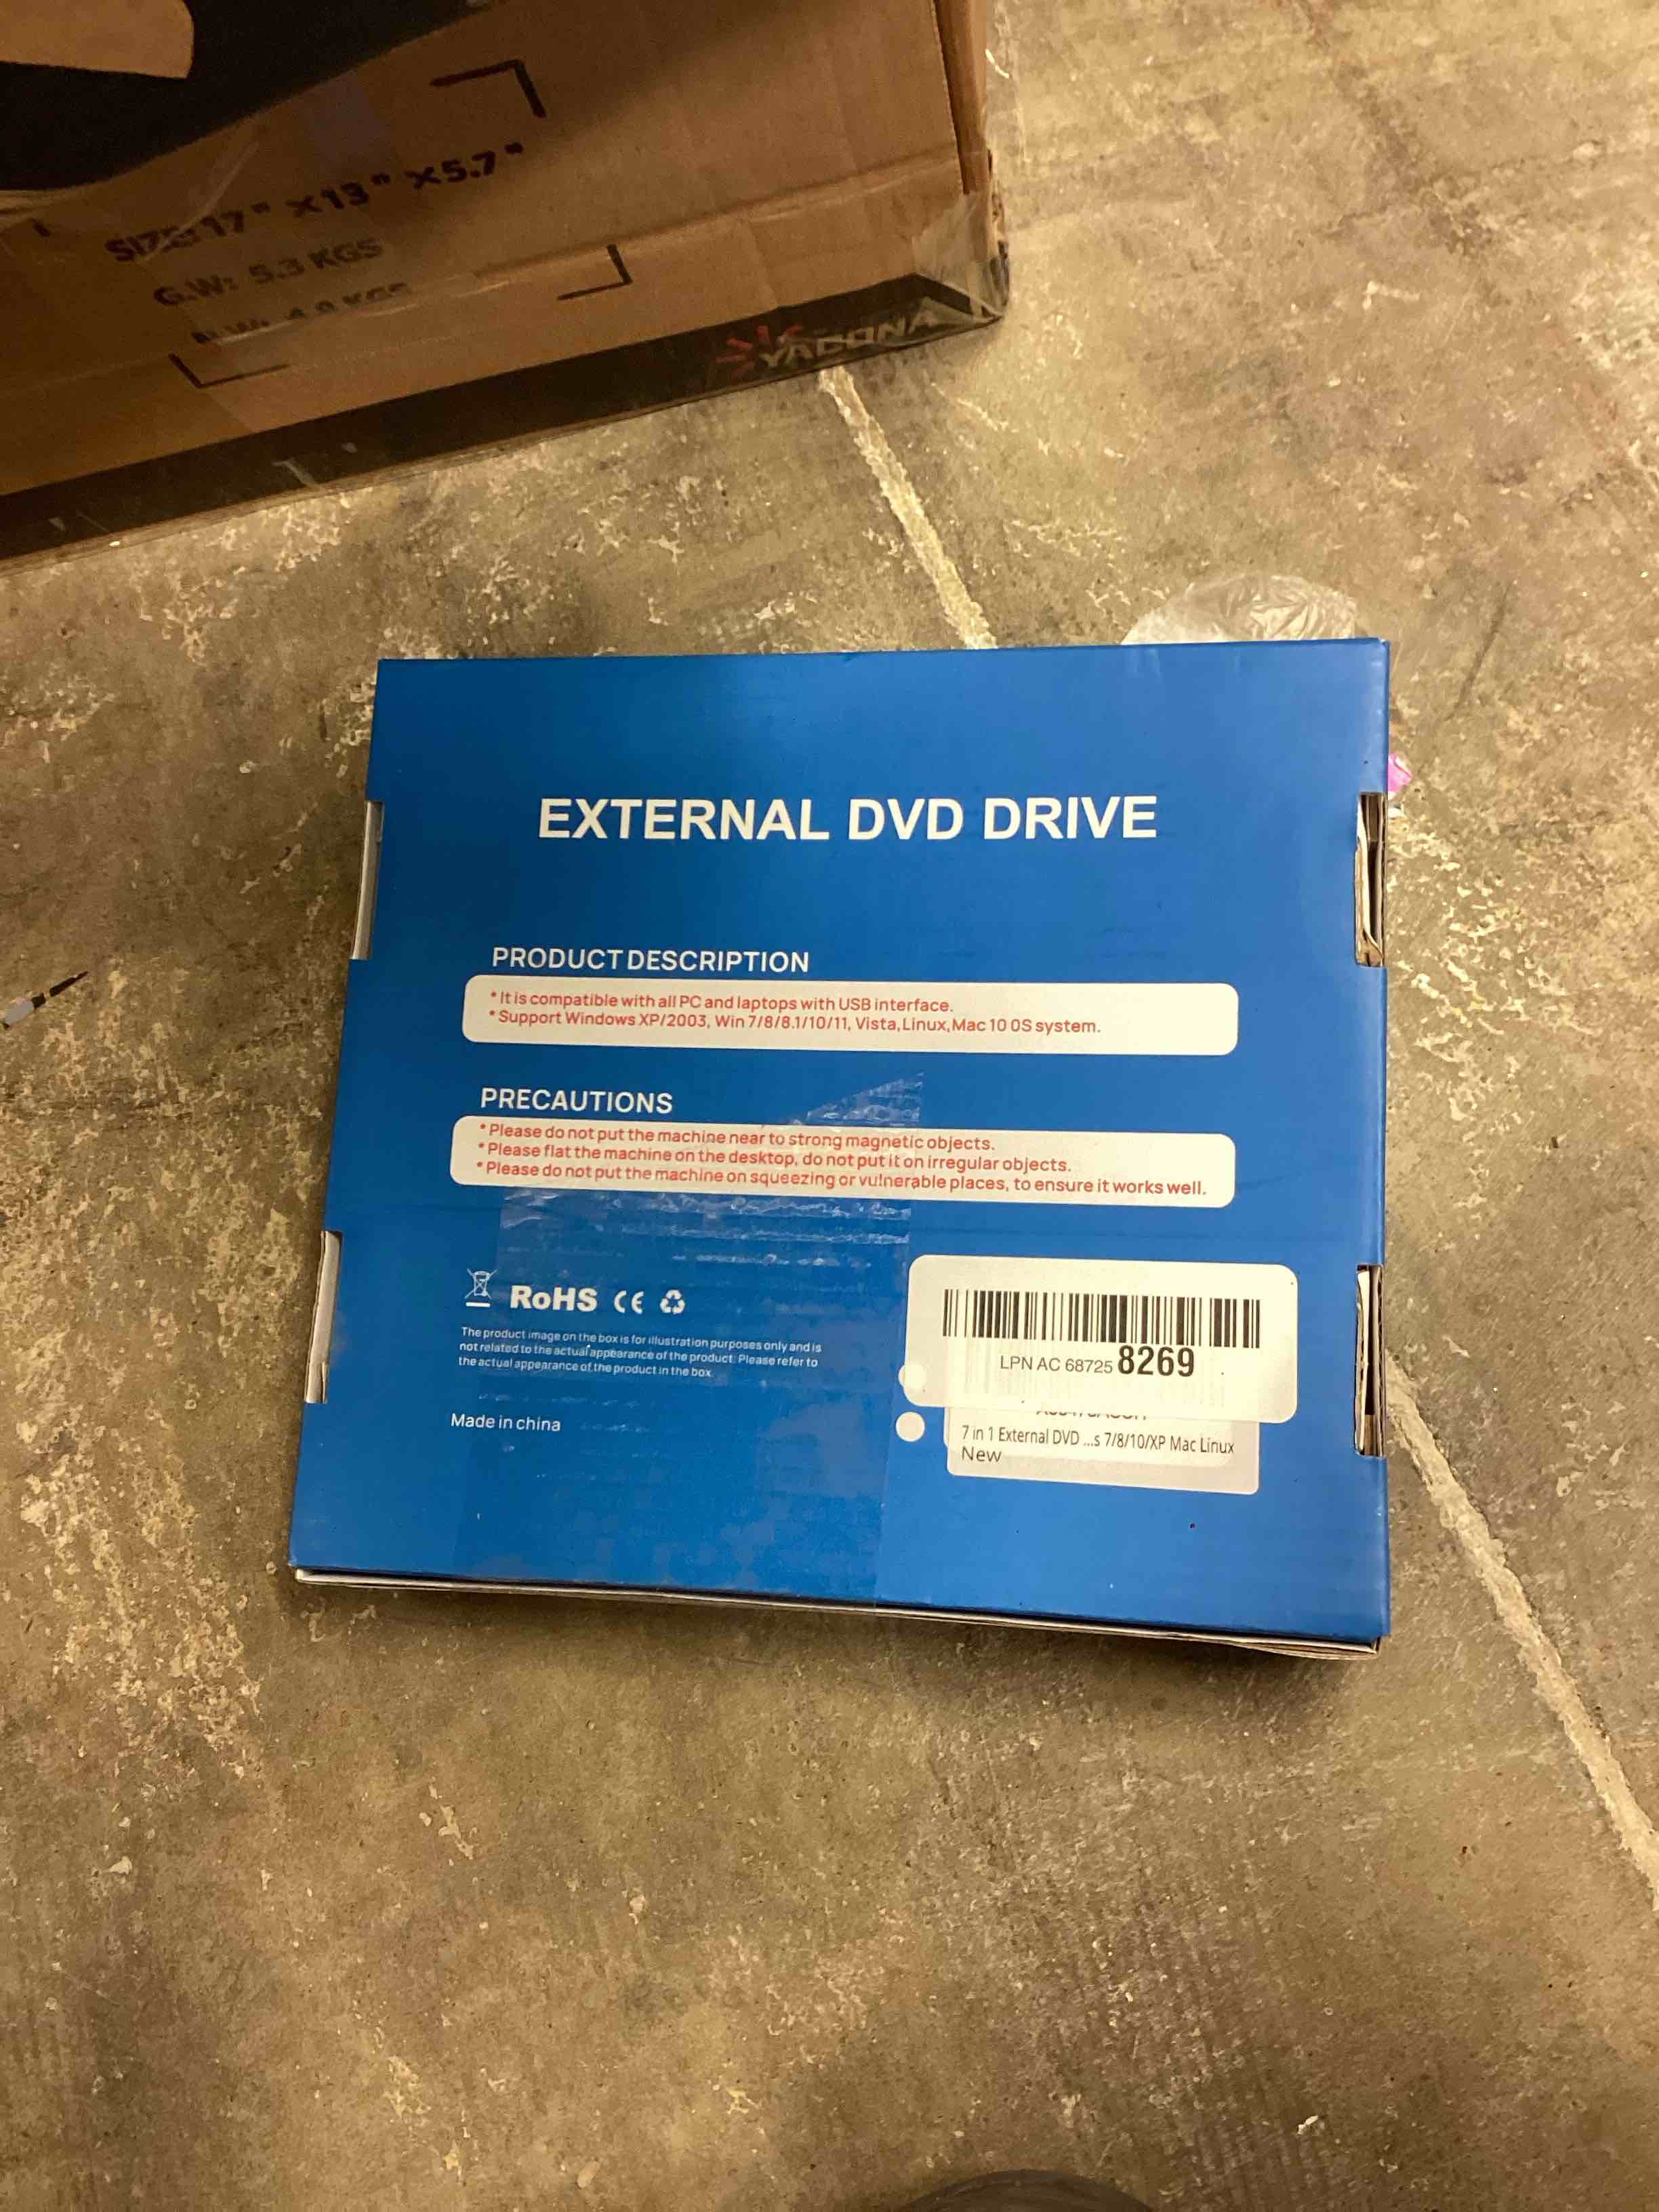 SIZE:17" ×13" ×5.7"
G.W: 5.3 KGS
N.W: 4.9 KGS
YADONA
EXTERNAL DVD DRIVE
PRODUCT DESCRIPTION
*It is compatible with all PC and laptops with USB interface.
*Support Windows XP/2003, Win 7/8/8.1/10/11, Vista,Linux,Mac 10 OS system.
PRECAUTIONS
*Please do not put the machine near to strong magnetic objects.
*Please flat the machine on the desktop, do not put it on irregular objects.
*Please do not put the machine on squeezing or vulnerable places, to ensure it works well.
RoHS CE
The product image on the box is for illustration purposes only and is
not related to the actual appearance of the product. Please refer to
the actual appearance of the product in the box.
Made in china
LPN AC 68725 8269
7 in 1 External DVD ...s 7/8/10/XP Mac Linux
New